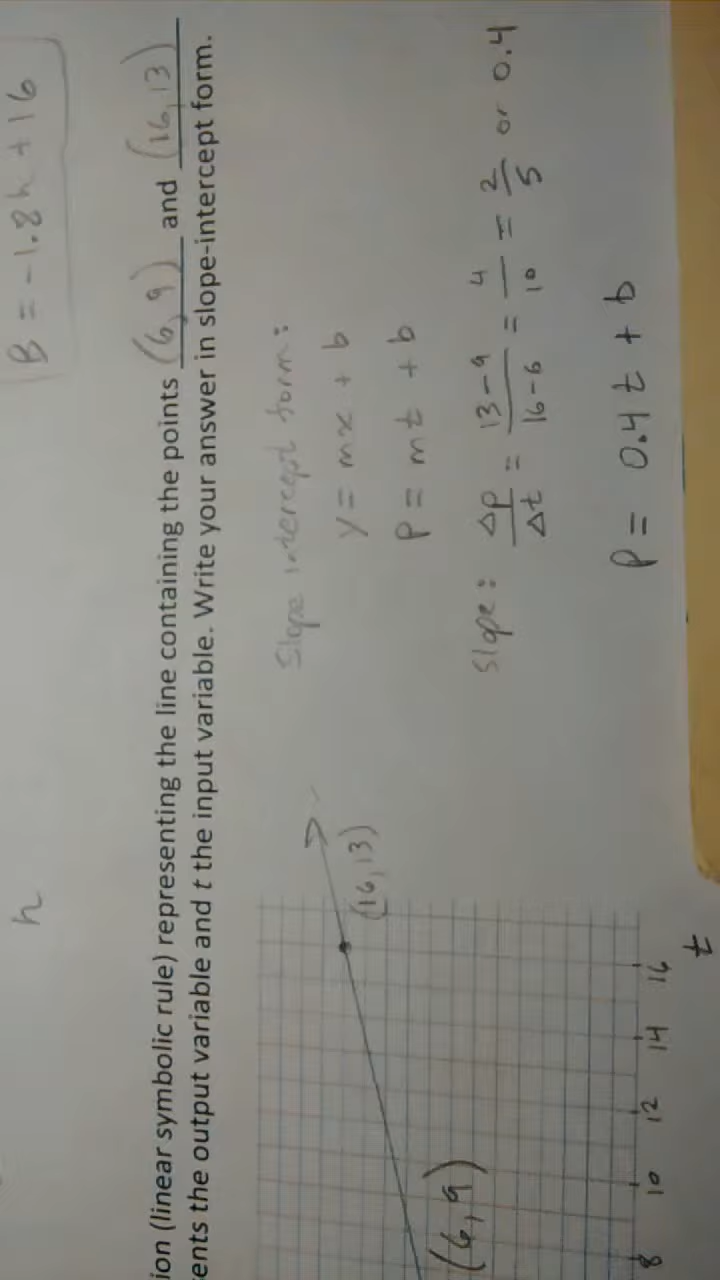 B = -1.8h + 16
h
ion (linear symbolic rule) representing the line containing the points (6, 9) and (16, 13)
ents the output variable and t the input variable. Write your answer in slope-intercept form.
Slope intercept form:
y = mx + b
P = mt + b
Slope: ΔP/Δt = 13-9/16-6 = 4/10 = 2/5 or 0.4
P = 0.4t + b
(16, 13)
(6, 9)
8 10 12 14 16
t